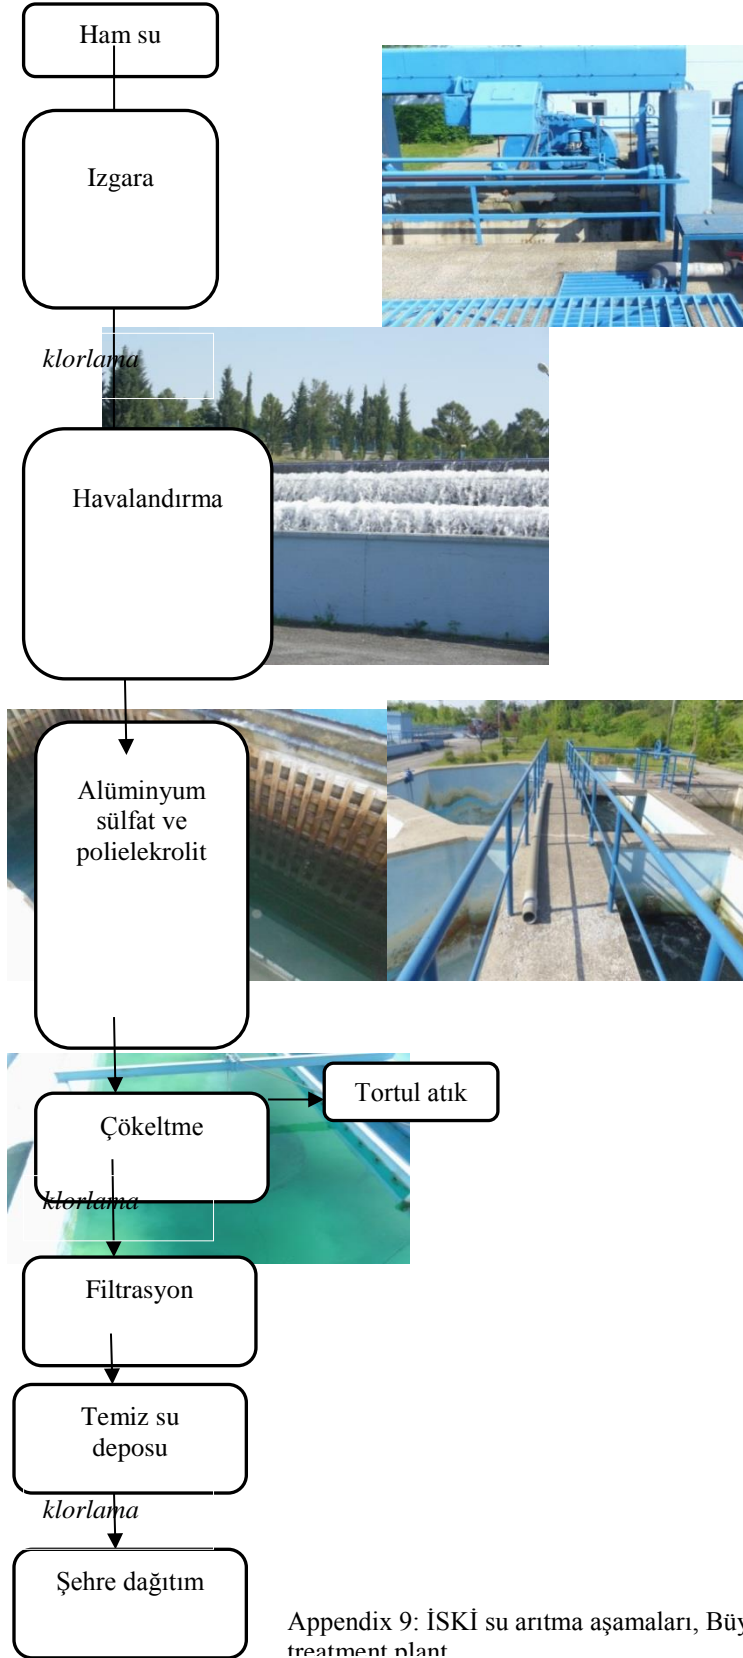 Ham su
Izgara
klorlama
Havalandırma
Alüminyum
sülfat ve
polielekrolit
Çökeltme
Tortul atık
klorlama
Filtrasyon
Temiz su
deposu
klorlama
Şehre dağıtım
Appendix 9: İSKİ su arıtma aşamaları, Büy
treatment plant